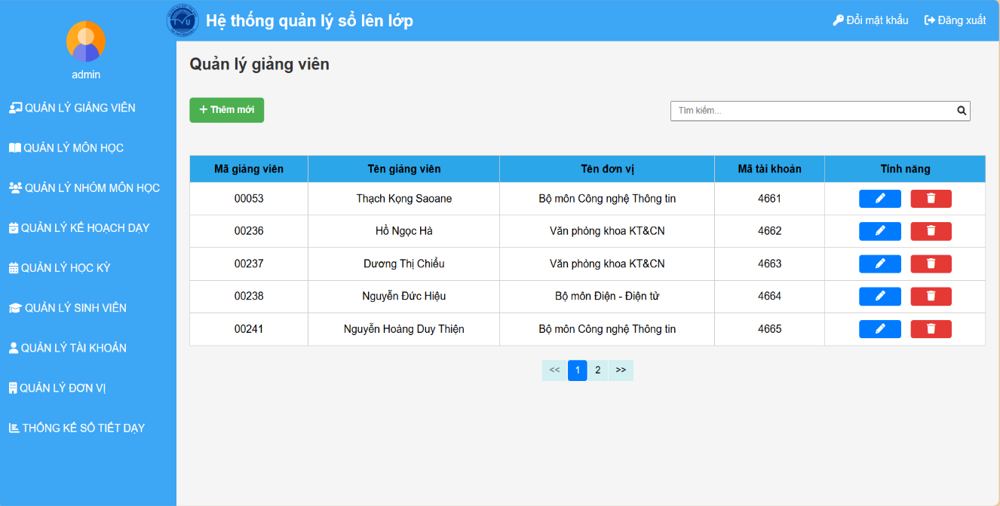 TVU
Hệ thống quản lý sổ lên lớp
Đổi mật khẩu
Đăng xuất
admin
QUẢN LÝ GIẢNG VIÊN
QUẢN LÝ MÔN HỌC
QUẢN LÝ NHÓM MÔN HỌC
QUẢN LÝ KẾ HOẠCH DẠY
QUẢN LÝ HỌC KỲ
QUẢN LÝ SINH VIÊN
QUẢN LÝ TÀI KHOẢN
QUẢN LÝ ĐƠN VỊ
THỐNG KÊ SỐ TIẾT DẠY
Quản lý giảng viên
+ Thêm mới
Tìm kiếm...
Mã giảng viên Tên giảng viên Tên đơn vị Mã tài khoản Tính năng
00053 Thạch Kọng Saoane Bộ môn Công nghệ Thông tin 4661
00236 Hồ Ngọc Hà Văn phòng khoa KT&CN 4662
00237 Dương Thị Chiểu Văn phòng khoa KT&CN 4663
00238 Nguyễn Đức Hiệu Bộ môn Điện - Điện tử 4664
00241 Nguyễn Hoàng Duy Thiện Bộ môn Công nghệ Thông tin 4665
<< 1 2 >>